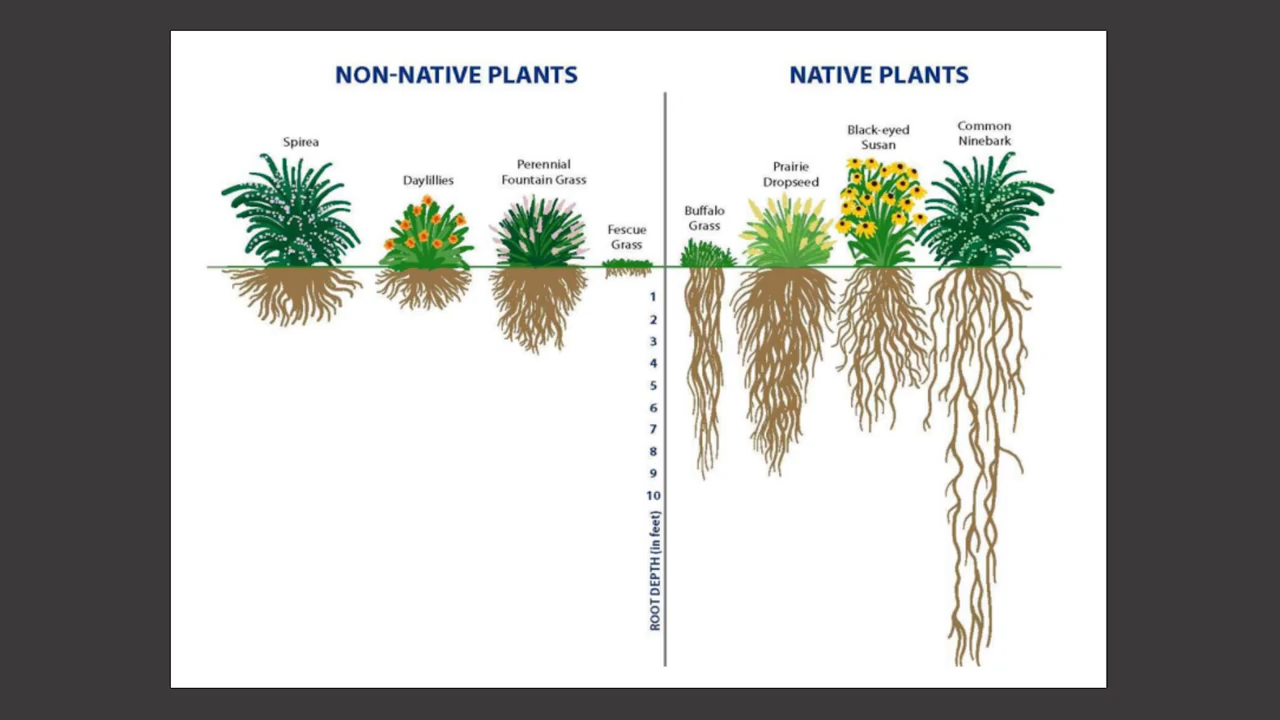 NON-NATIVE PLANTS
NATIVE PLANTS
Spirea
Daylillies
Perennial
Fountain Grass
Fescue
Grass
Buffalo
Grass
Prairie
Dropseed
Black-eyed
Susan
Common
Ninebark
1
2
3
4
5
6
7
8
9
10
ROOT DEPTH (in feet)